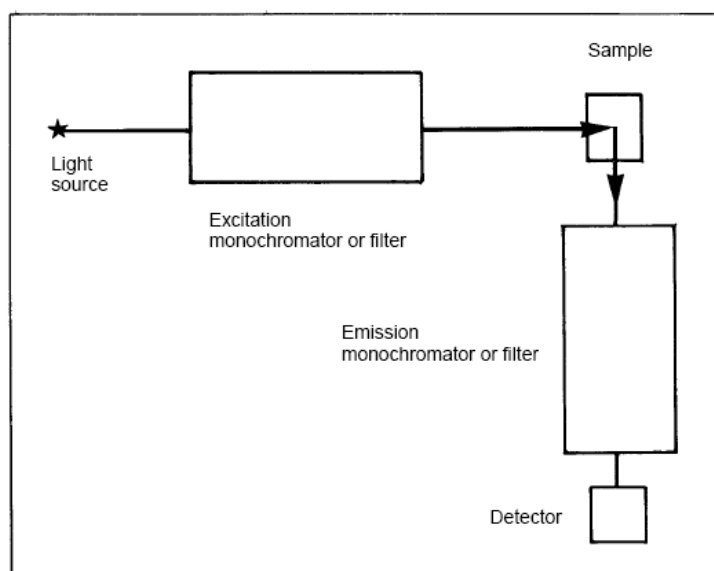 Sample
Light
source
Excitation
monochromator or filter
Emission
monochromator or filter
Detector